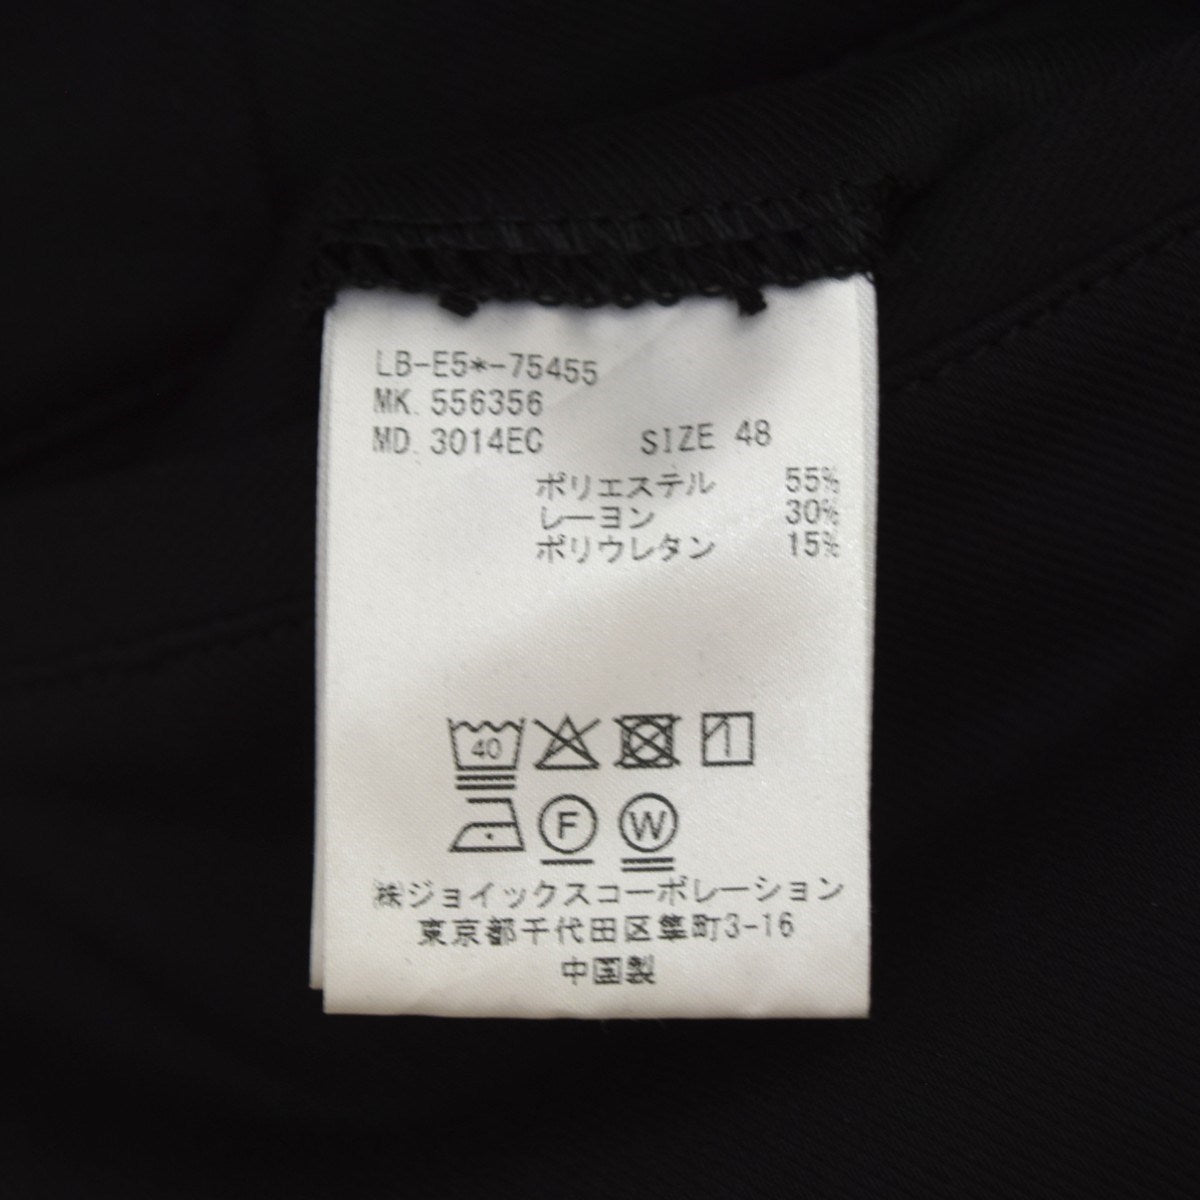 LB-E5*-75455
MK. 556356
MD. 3014EC SIZE 48
ポリエステル 55%
レーヨン 30%
ポリウレタン 15%
40
F W
㈱ジョイックスコーポレーション
東京都千代田区隼町3-16
中国製